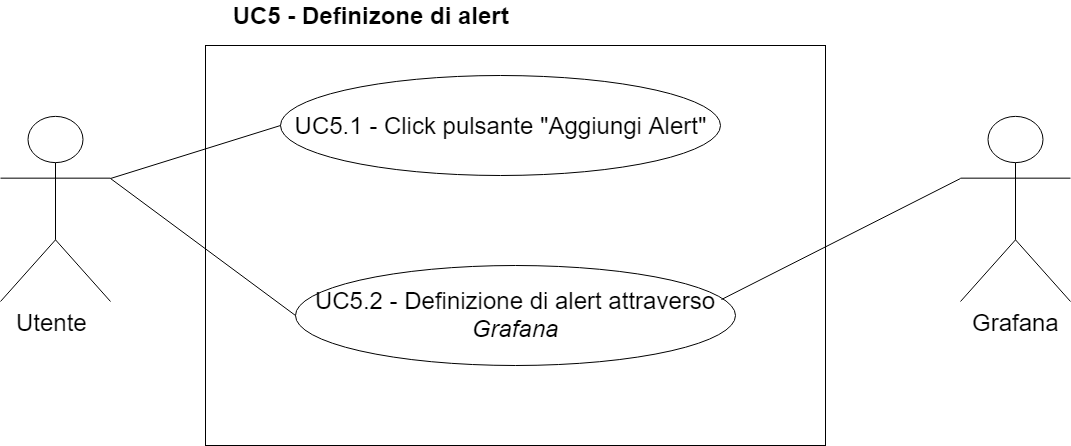 UC5 - Definizone di alert
UC5.1 - Click pulsante "Aggiungi Alert"
UC5.2 - Definizione di alert attraverso
Grafana
Utente
Grafana